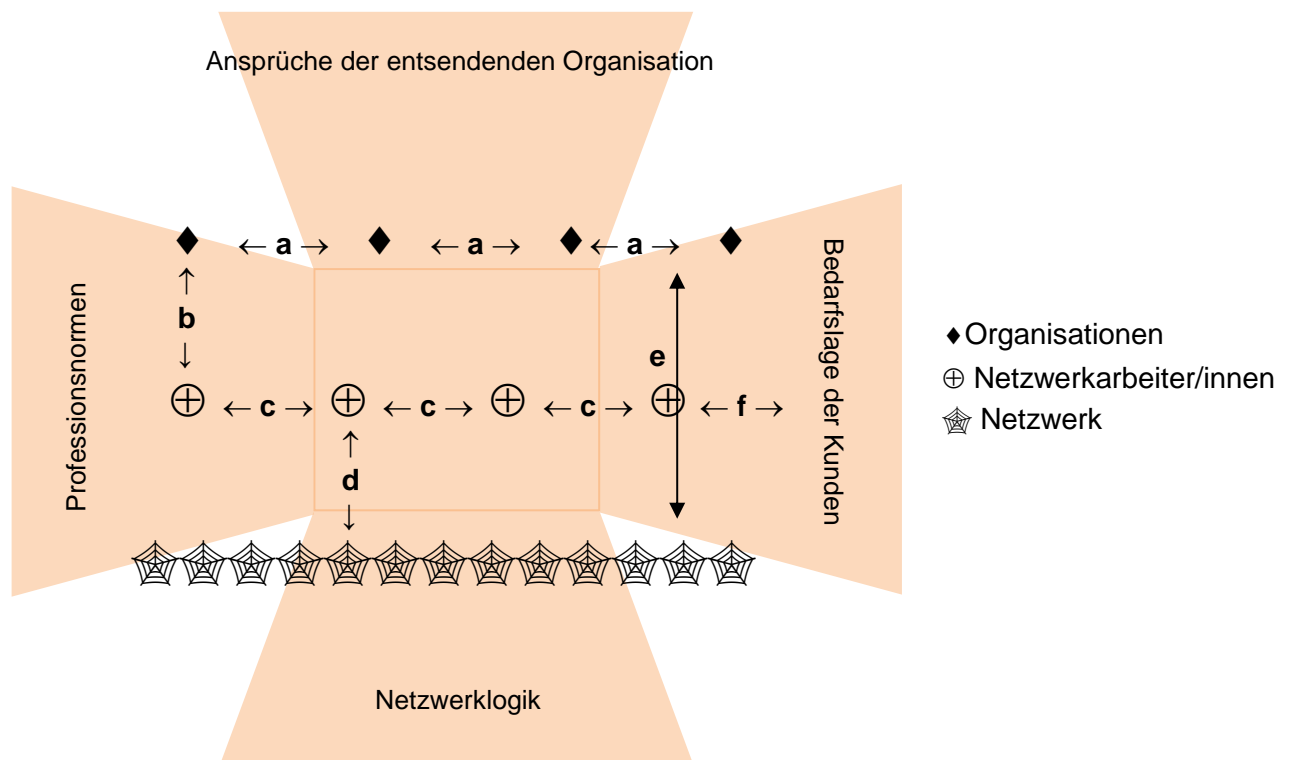 Ansprüche der entsendenden Organisation
♦ ← a → ♦ ← a → ♦ ← a → ♦
↑
b
↓
Professionsnormen
e
Bedarfslage der Kunden
⊕ ← c → ⊕ ← c → ⊕ ← c → ⊕ ← f →
↑
d
↓
Netzwerklogik
♦Organisationen
⊕ Netzwerkarbeiter/innen
Netzwerk